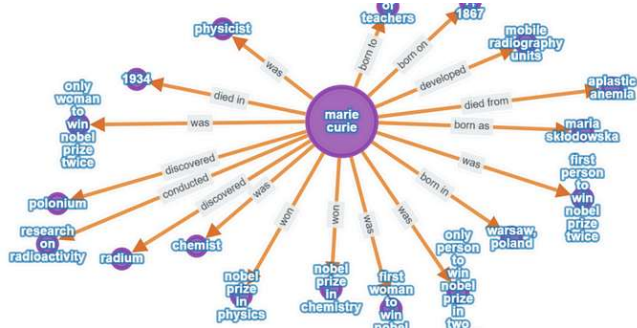 of
teachers
1867
physicist
mobile
radiography
units
born to
born on
was
developed
1934
only
woman
to
win
nobel
prize
twice
died in
marie
curie
died from
aplastic
anemia
was
born as
maria
skłodowska
discovered
conducted
was
first
person
to
win
nobel
prize
twice
polonium
discovered
was
born in
research
on
radioactivity
radium
chemist
won
won
was
was
warsaw,
poland
only
person
to
win
nobel
prize
in
two
nobel
prize
in
physics
nobel
prize
in
chemistry
first
woman
to
win
nobel